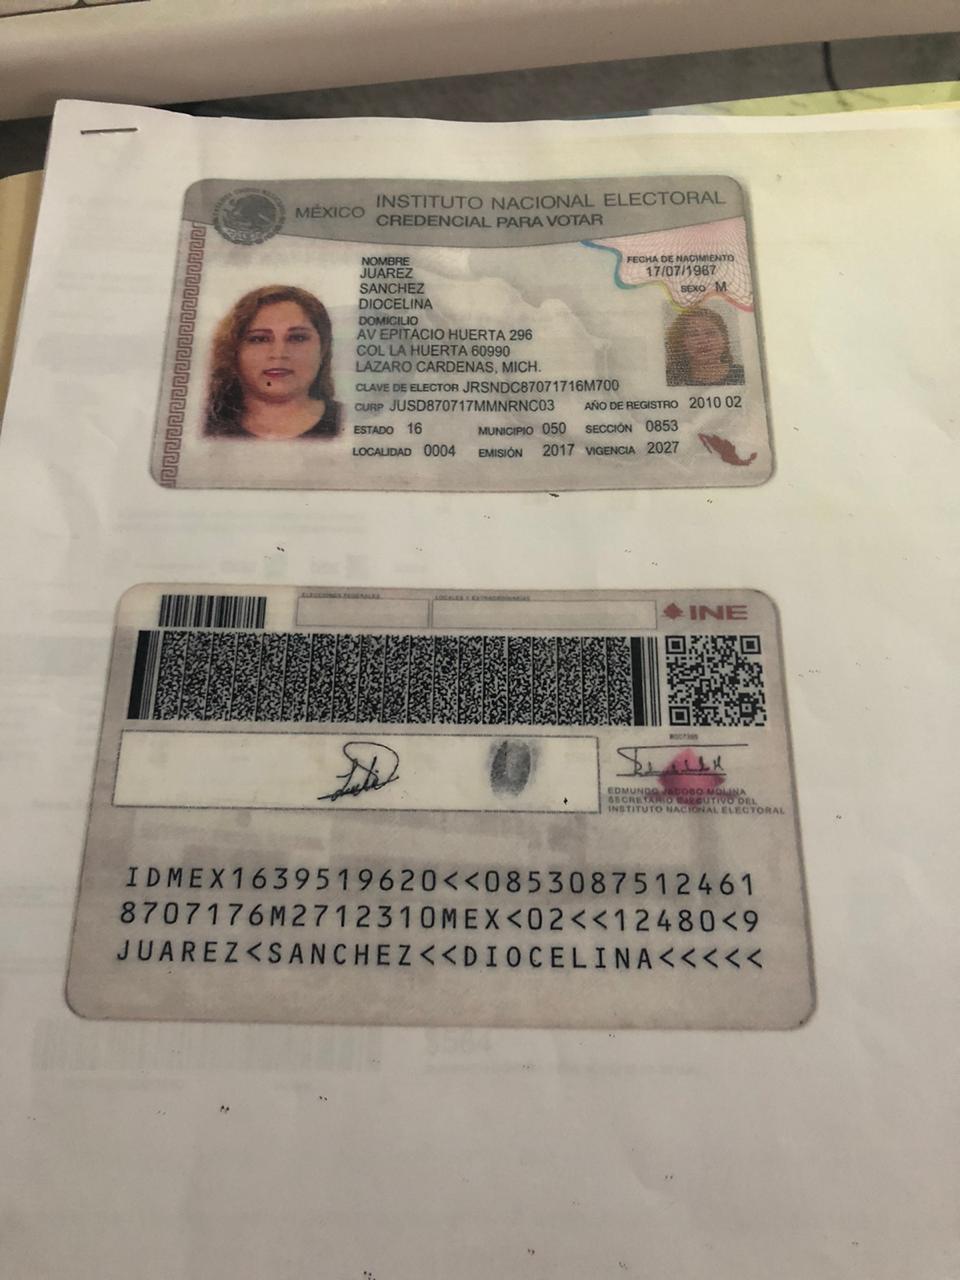 MÉXICO INSTITUTO NACIONAL ELECTORAL
CREDENCIAL PARA VOTAR
NOMBRE
JUAREZ
SANCHEZ
DIOCELINA
FECHA DE NACIMIENTO
17/07/1987
SEXO M
DOMICILIO
AV EPITACIO HUERTA 296
COL LA HUERTA 60990
LAZARO CARDENAS, MICH.
CLAVE DE ELECTOR JRSNDC87071716M700
CURP JUSD870717MMNRNC03 AÑO DE REGISTRO 2010 02
ESTADO 16 MUNICIPIO 050 SECCIÓN 0853
LOCALIDAD 0004 EMISIÓN 2017 VIGENCIA 2027
ELECCIONES FEDERALES LOCALES Y EXTRAORDINARIAS
INE
EDMUNDO JACOBO MOLINA
SECRETARIO EJECUTIVO DEL
INSTITUTO NACIONAL ELECTORAL
IDMEX1639519620<<0853087512461
8707176M2712310MEX<02<<12480<9
JUAREZ<SANCHEZ<<DIOCELINA<<<<<